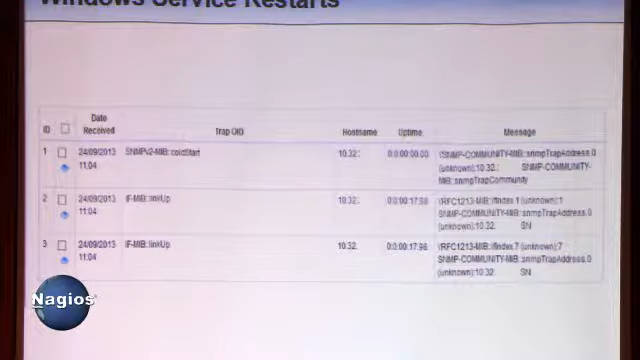 Windows Service Restarts
ID Date Received Trap OID Hostname Uptime Message
1 24/09/2013 11:04 SNMPv2-MIB::coldStart 10.32. 0:0:00:00.00 \(SNMP-COMMUNITY-MIB::snmpTrapAddress.0
(unknown):10.32. SNMP-COMMUNITY-
MIB::snmpTrapCommunity
2 24/09/2013 11:04 IF-MIB::linkUp 10.32. 0:0:00:17.98 \(RFC1213-MIB::ifIndex.1 (unknown):1
SNMP-COMMUNITY-MIB::snmpTrapAddress.0
(unknown):10.32. SN
3 24/09/2013 11:04 IF-MIB::linkUp 10.32. 0:0:00:17.98 \(RFC1213-MIB::ifIndex.7 (unknown):7
SNMP-COMMUNITY-MIB::snmpTrapAddress.0
(unknown):10.32. SN
Nagios®